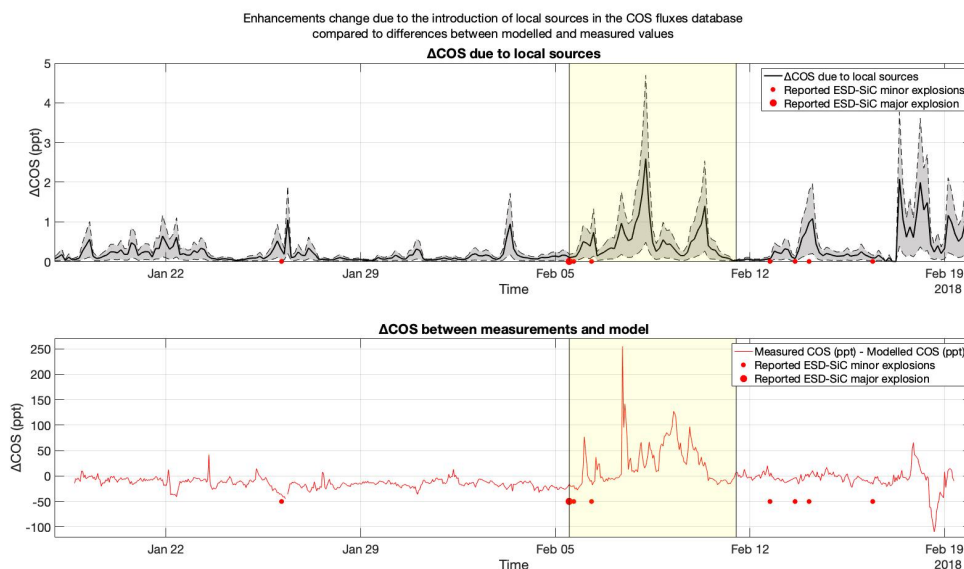 Enhancements change due to the introduction of local sources in the COS fluxes database
compared to differences between modelled and measured values
ΔCOS due to local sources
ΔCOS (ppt)
5
4
3
2
1
0
ΔCOS due to local sources
Reported ESD-SiC minor explosions
Reported ESD-SiC major explosion
Jan 22
Jan 29
Feb 05
Feb 12
Feb 19
2018
Time
ΔCOS between measurements and model
ΔCOS (ppt)
250
200
150
100
50
0
-50
-100
Measured COS (ppt) - Modelled COS (ppt)
Reported ESD-SiC minor explosions
Reported ESD-SiC major explosion
Jan 22
Jan 29
Feb 05
Feb 12
Feb 19
2018
Time